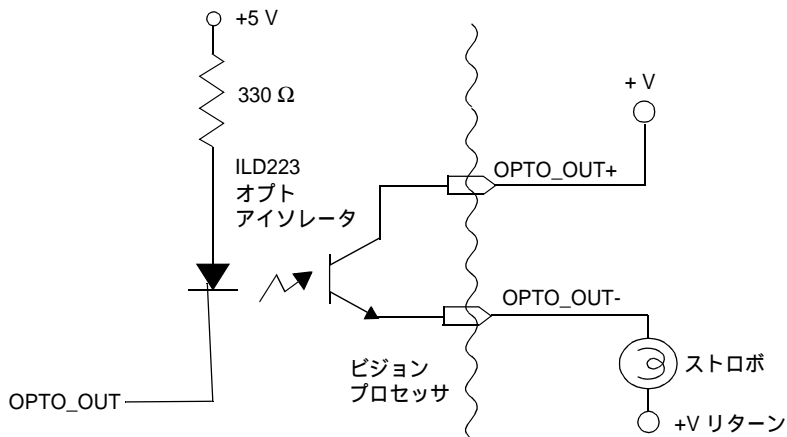 +5 V
330 Ω
ILD223
オプト
アイソレータ
+ V
OPTO_OUT+
OPTO_OUT-
ビジョン
プロセッサ
ストロボ
OPTO_OUT
+V リターン